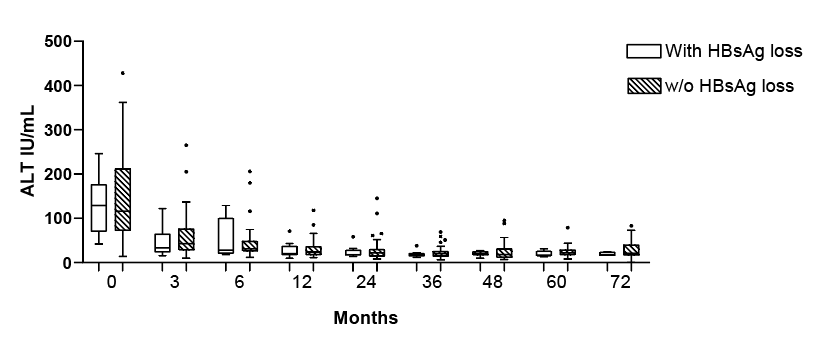 500
400
300
200
100
0
ALT IU/mL
With HBsAg loss
w/o HBsAg loss
0 3 6 12 24 36 48 60 72
Months